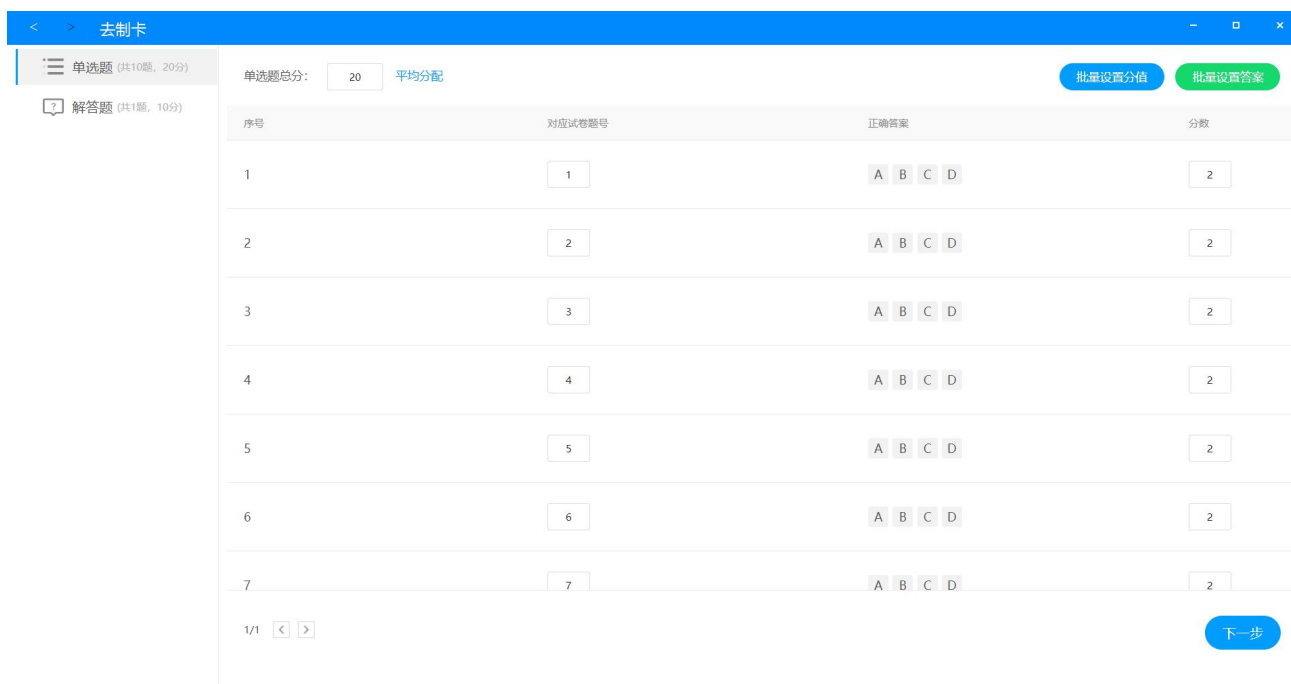 < > 去制卡
单选题 (共10题, 20分)
解答题 (共1题, 10分)
单选题总分: 20 平均分配 批量设置分值 批量设置答案
序号 对应试卷题号 正确答案 分数
1 1 A B C D 2
2 2 A B C D 2
3 3 A B C D 2
4 4 A B C D 2
5 5 A B C D 2
6 6 A B C D 2
7 7 A B C D 2
1/1 < > 下一步